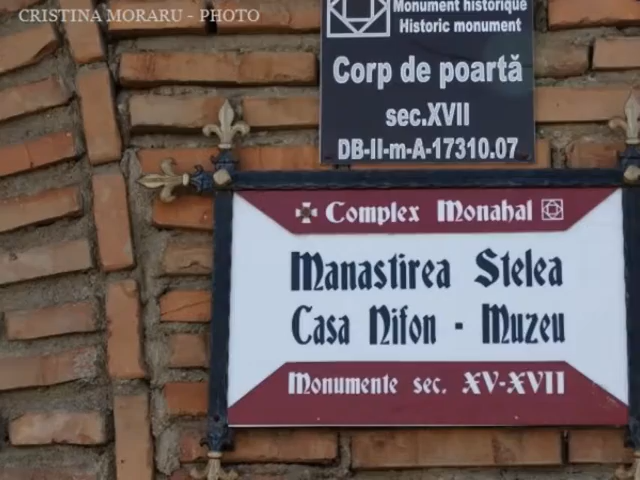 CRISTINA MORARU - PHOTO
Monument historique
Historic monument
Corp de poartă
sec.XVII
DB-II-m-A-17310.07
Complex Monahal
Manastirea Stelea
Casa Nifon - Muzeu
Monumente sec. XV-XVII